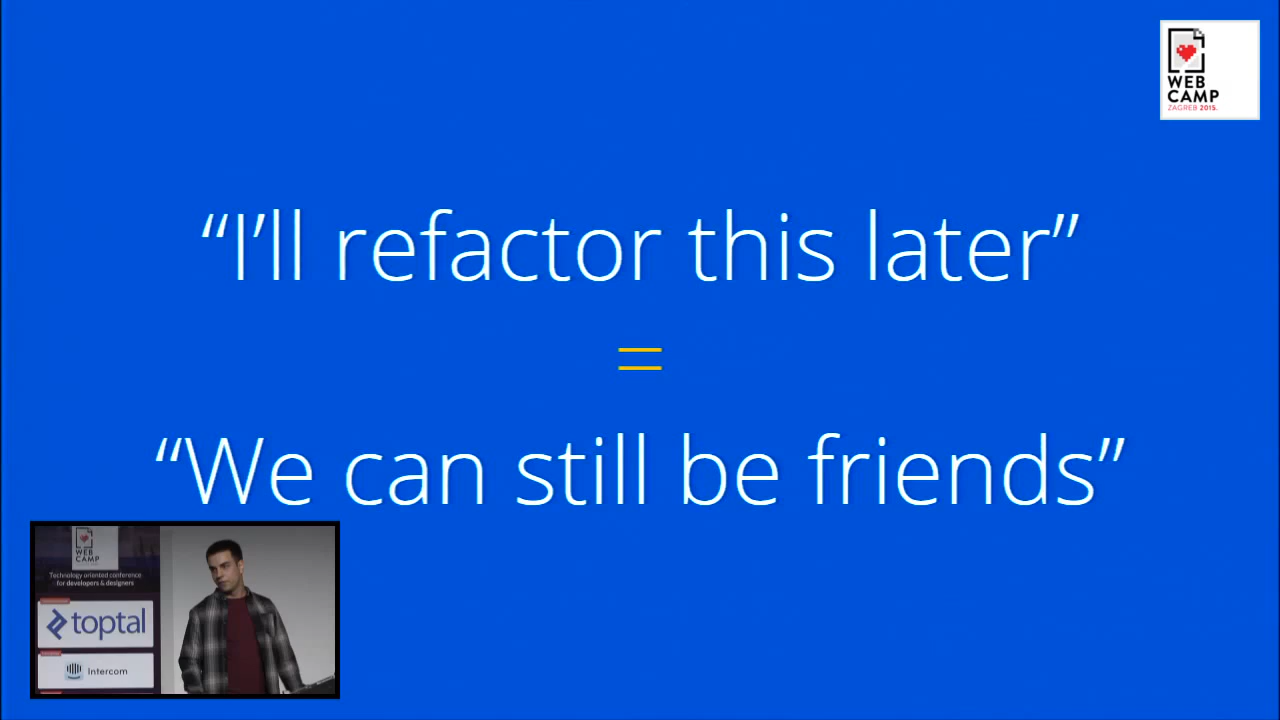 WEB
CAMP
ZAGREB 2015.
“I’ll refactor this later”
=
“We can still be friends”
WEB
CAMP
Technology oriented conference
for developers & designers
toptal
Intercom